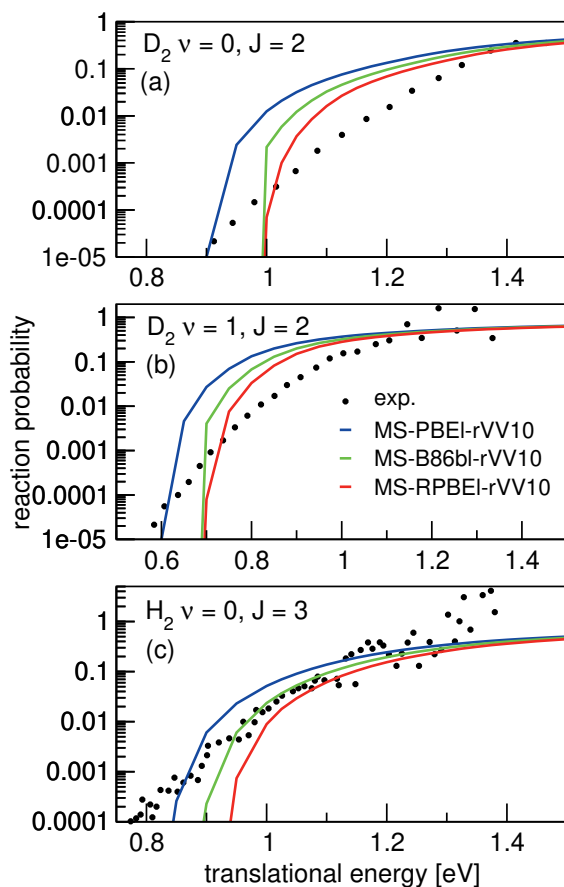 D₂ ν = 0, J = 2
(a)
1
0.1
0.01
0.001
0.0001
1e-05
0.8
1
1.2
1.4
D₂ ν = 1, J = 2
(b)
1
0.1
0.01
0.001
0.0001
1e-05
exp.
MS-PBEl-rVV10
MS-B86bl-rVV10
MS-RPBEl-rVV10
0.6
0.8
1
1.2
1.4
reaction probability
H₂ ν = 0, J = 3
(c)
1
0.1
0.01
0.001
0.0001
0.8
1
1.2
1.4
translational energy [eV]